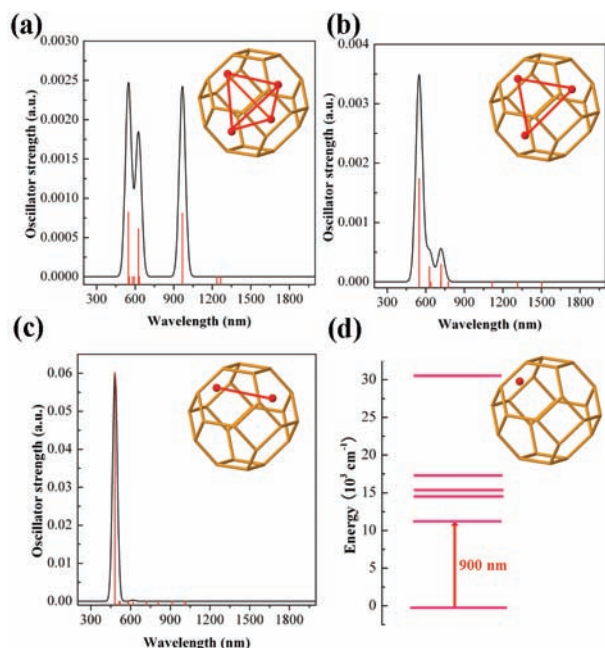 (a)
0.0030
0.0025
0.0020
0.0015
0.0010
0.0005
0.0000
Oscillator strength (a.u.)
300 600 900 1200 1500 1800
Wavelength (nm)
(b)
0.004
0.003
0.002
0.001
0.000
Oscillator strength (a.u.)
300 600 900 1200 1500 1800
Wavelength (nm)
(c)
0.06
0.05
0.04
0.03
0.02
0.01
0.00
Oscillator strength (a.u.)
300 600 900 1200 1500 1800
Wavelength (nm)
(d)
30
25
20
15
10
5
0
Energy (10³ cm⁻¹)
900 nm